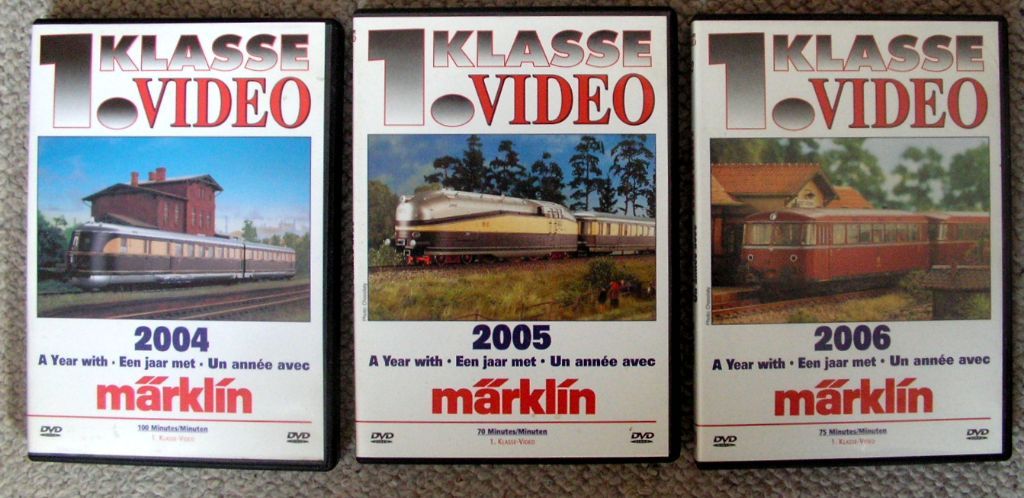 1. KLASSE
VIDEO
2004
A Year with · Een jaar met · Un année avec
märklin
DVD
100 Minutes/Minuten
1. Klasse-Video
DVD
1. KLASSE
VIDEO
2005
A Year with · Een jaar met · Un année avec
märklin
DVD
70 Minutes/Minuten
1. Klasse-Video
DVD
1. KLASSE
VIDEO
2006
A Year with · Een jaar met · Un année avec
märklin
DVD
75 Minutes/Minuten
1. Klasse-Video
DVD